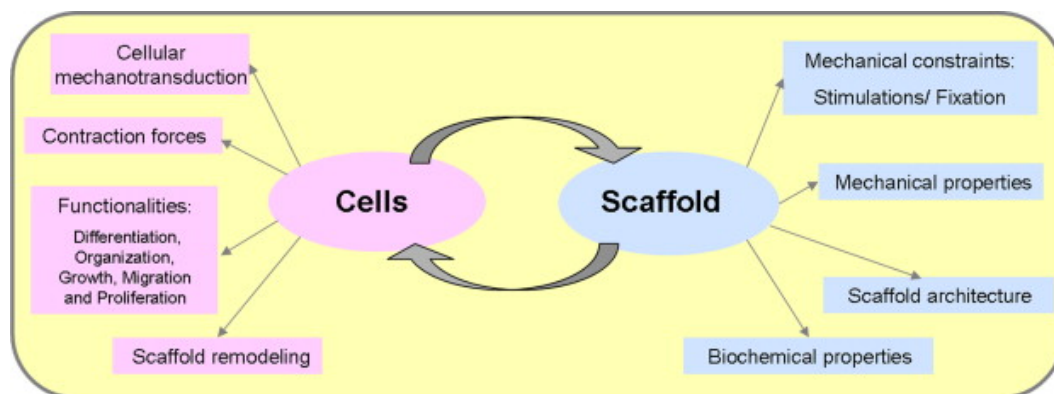 Cellular
mechanotransduction
Contraction forces
Functionalities:
Differentiation,
Organization,
Growth, Migration
and Proliferation
Scaffold remodeling
Cells
Scaffold
Mechanical constraints:
Stimulations/ Fixation
Mechanical properties
Scaffold architecture
Biochemical properties